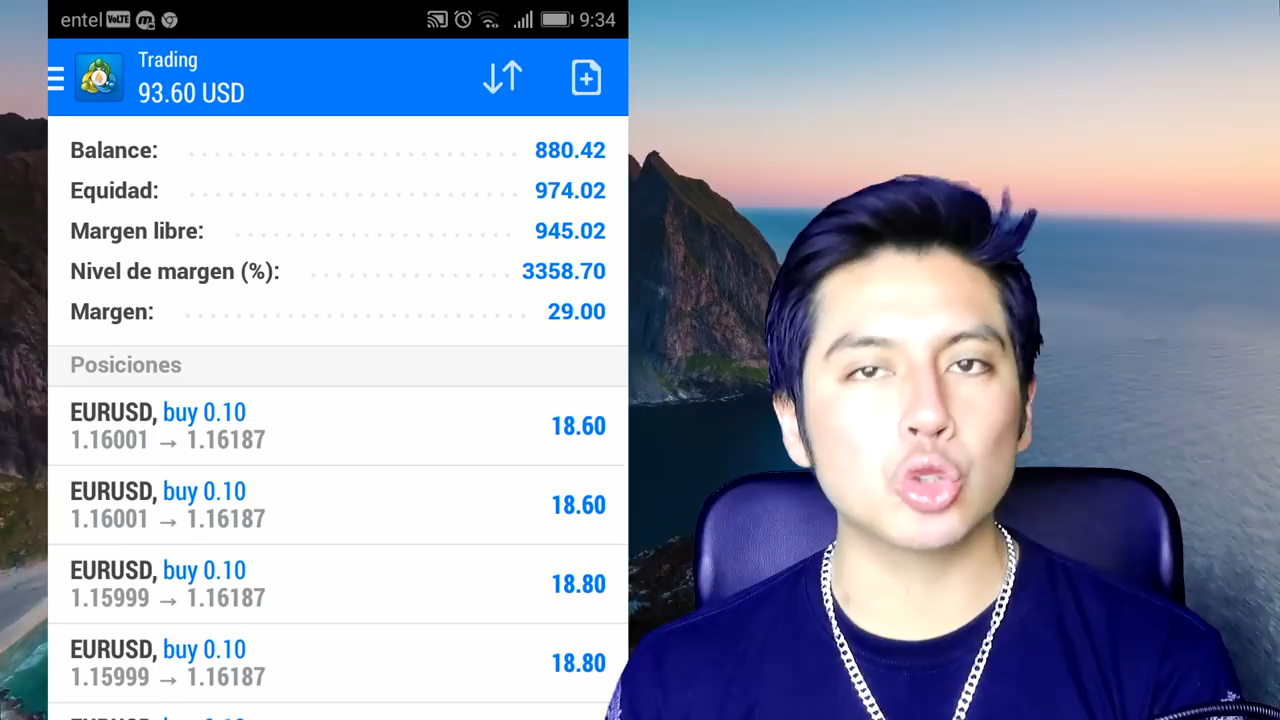 entel VoLTE 9:34
Trading
93.60 USD
Balance: 880.42
Equidad: 974.02
Margen libre: 945.02
Nivel de margen (%): 3358.70
Margen: 29.00
Posiciones
EURUSD, buy 0.10 18.60
1.16001 → 1.16187
EURUSD, buy 0.10 18.60
1.16001 → 1.16187
EURUSD, buy 0.10 18.80
1.15999 → 1.16187
EURUSD, buy 0.10 18.80
1.15999 → 1.16187